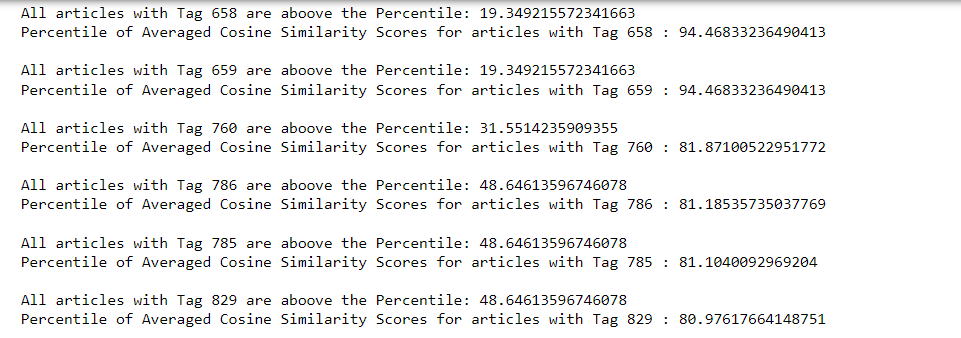 All articles with Tag 658 are aboove the Percentile: 19.349215572341663
Percentile of Averaged Cosine Similarity Scores for articles with Tag 658 : 94.46833236490413
All articles with Tag 659 are aboove the Percentile: 19.349215572341663
Percentile of Averaged Cosine Similarity Scores for articles with Tag 659 : 94.46833236490413
All articles with Tag 760 are aboove the Percentile: 31.5514235909355
Percentile of Averaged Cosine Similarity Scores for articles with Tag 760 : 81.87100522951772
All articles with Tag 786 are aboove the Percentile: 48.64613596746078
Percentile of Averaged Cosine Similarity Scores for articles with Tag 786 : 81.18535735037769
All articles with Tag 785 are aboove the Percentile: 48.64613596746078
Percentile of Averaged Cosine Similarity Scores for articles with Tag 785 : 81.1040092969204
All articles with Tag 829 are aboove the Percentile: 48.64613596746078
Percentile of Averaged Cosine Similarity Scores for articles with Tag 829 : 80.97617664148751